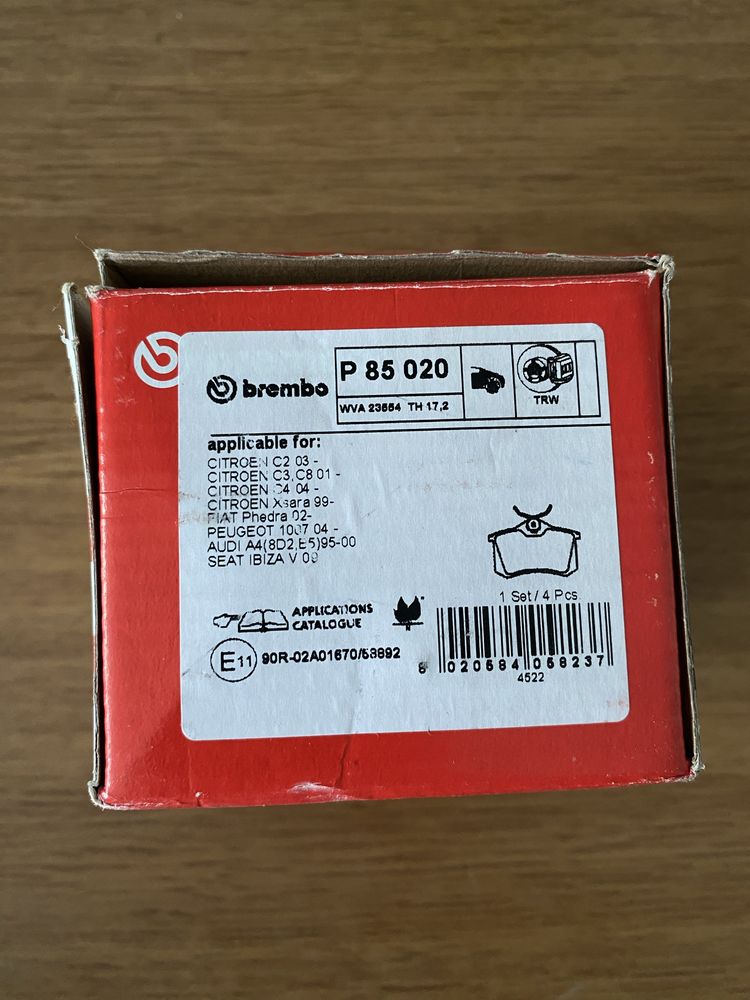 brembo
P 85 020
WVA 23554 TH 17,2
TRW
applicable for:
CITROEN C2 03 -
CITROEN C3,C8 01 -
CITROEN C4 04 -
CITROEN Xsara 99-
FIAT Phedra 02-
PEUGEOT 1007 04 -
AUDI A4(8D2,E5)95-00
SEAT IBIZA V 09
1 Set / 4 Pcs
APPLICATIONS
CATALOGUE
E11 90R-02A01670/58892
8 020584 058237
4522